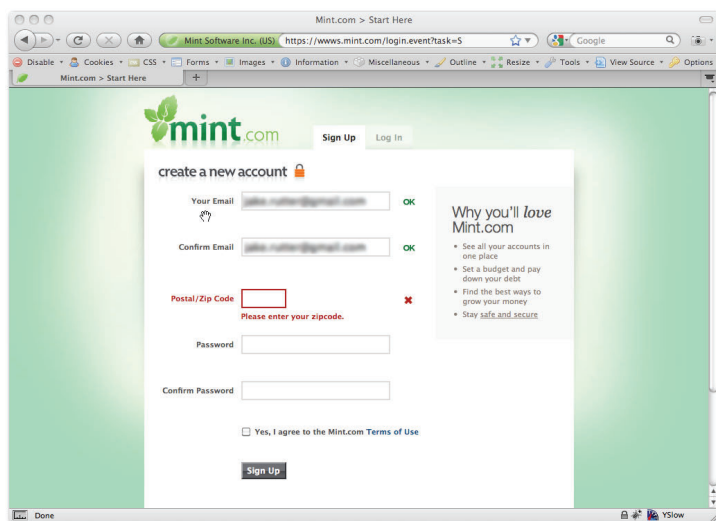 Mint.com > Start Here
Mint Software Inc. (US) https://wwws.mint.com/login.event?task=S Google
Disable Cookies CSS Forms Images Information Miscellaneous Outline Resize Tools View Source Options
Mint.com > Start Here +
mint.com
Sign Up Log In
create a new account
Your Email OK
Confirm Email OK
Postal/Zip Code
Please enter your zipcode.
Password
Confirm Password
Yes, I agree to the Mint.com Terms of Use
Sign Up
Why you'll love
Mint.com
• See all your accounts in
one place
• Set a budget and pay
down your debt
• Find the best ways to
grow your money
• Stay safe and secure
Done YSlow